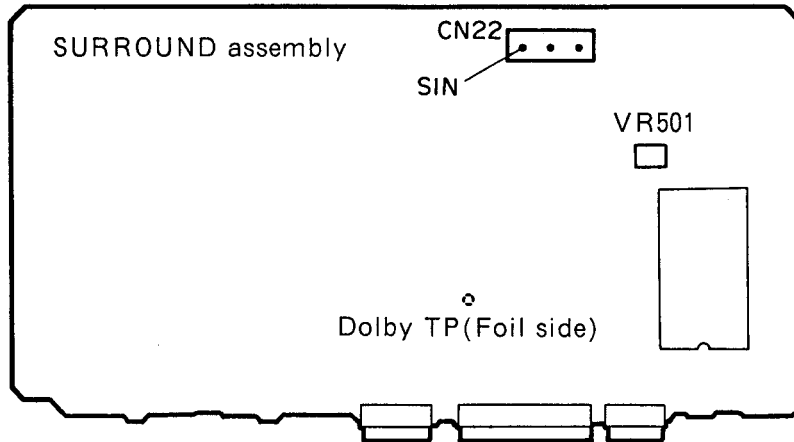 SURROUND assembly
CN22
SIN
VR501
Dolby TP(Foil side)